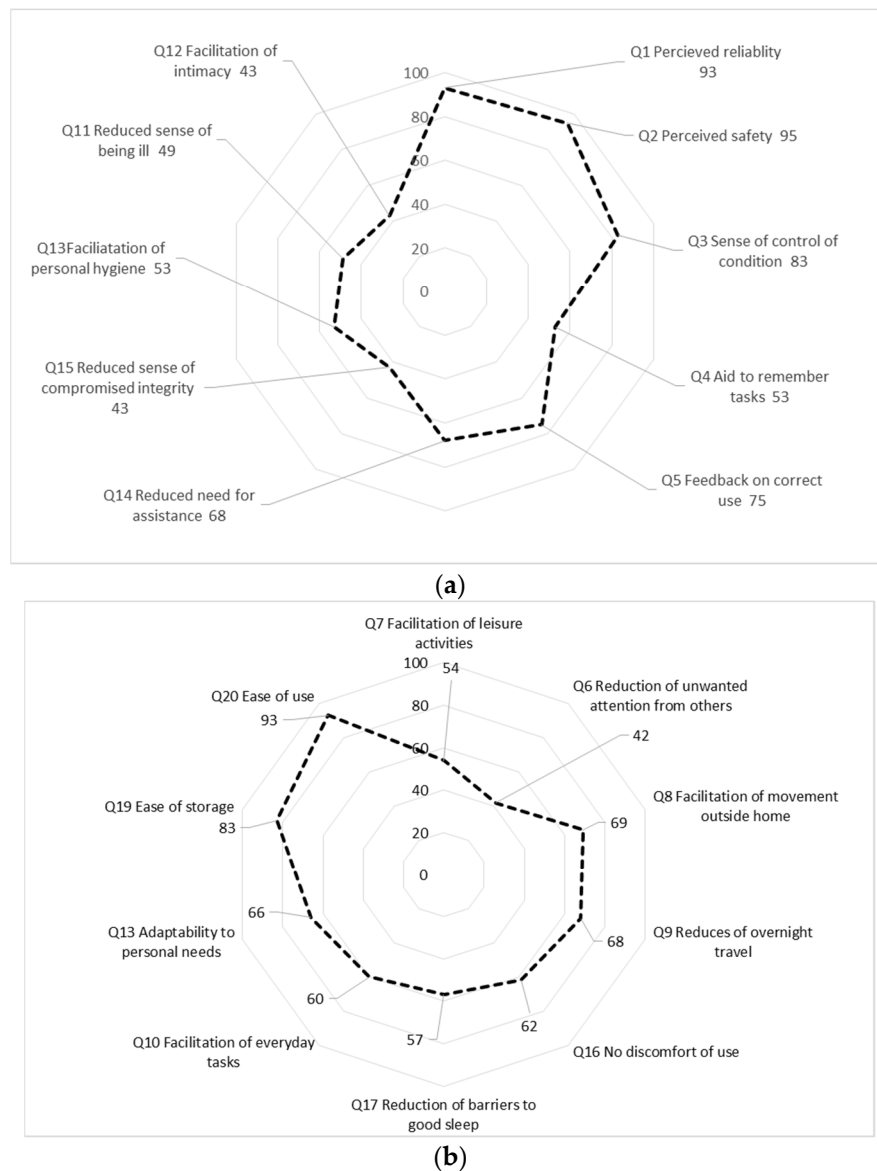 Q12 Facilitation of
intimacy 43
Q1 Percieved reliablity
93
100
80
60
40
20
0
Q2 Perceived safety 95
Q11 Reduced sense of
being ill 49
Q3 Sense of control of
condition 83
Q13Faciliatation of
personal hygiene 53
Q4 Aid to remember
tasks 53
Q15 Reduced sense of
compromised integrity
43
Q5 Feedback on correct
use 75
Q14 Reduced need for
assistance 68
(a)
Q7 Facilitation of leisure
activities
54
100
80
60
40
20
0
Q20 Ease of use
93
Q6 Reduction of unwanted
attention from others
42
Q19 Ease of storage
83
Q8 Facilitation of movement
outside home
69
66
Q13 Adaptability to
personal needs
68
Q9 Reduces of overnight
travel
60
Q10 Facilitation of everyday
tasks
57
62
Q16 No discomfort of use
Q17 Reduction of barriers to
good sleep
(b)